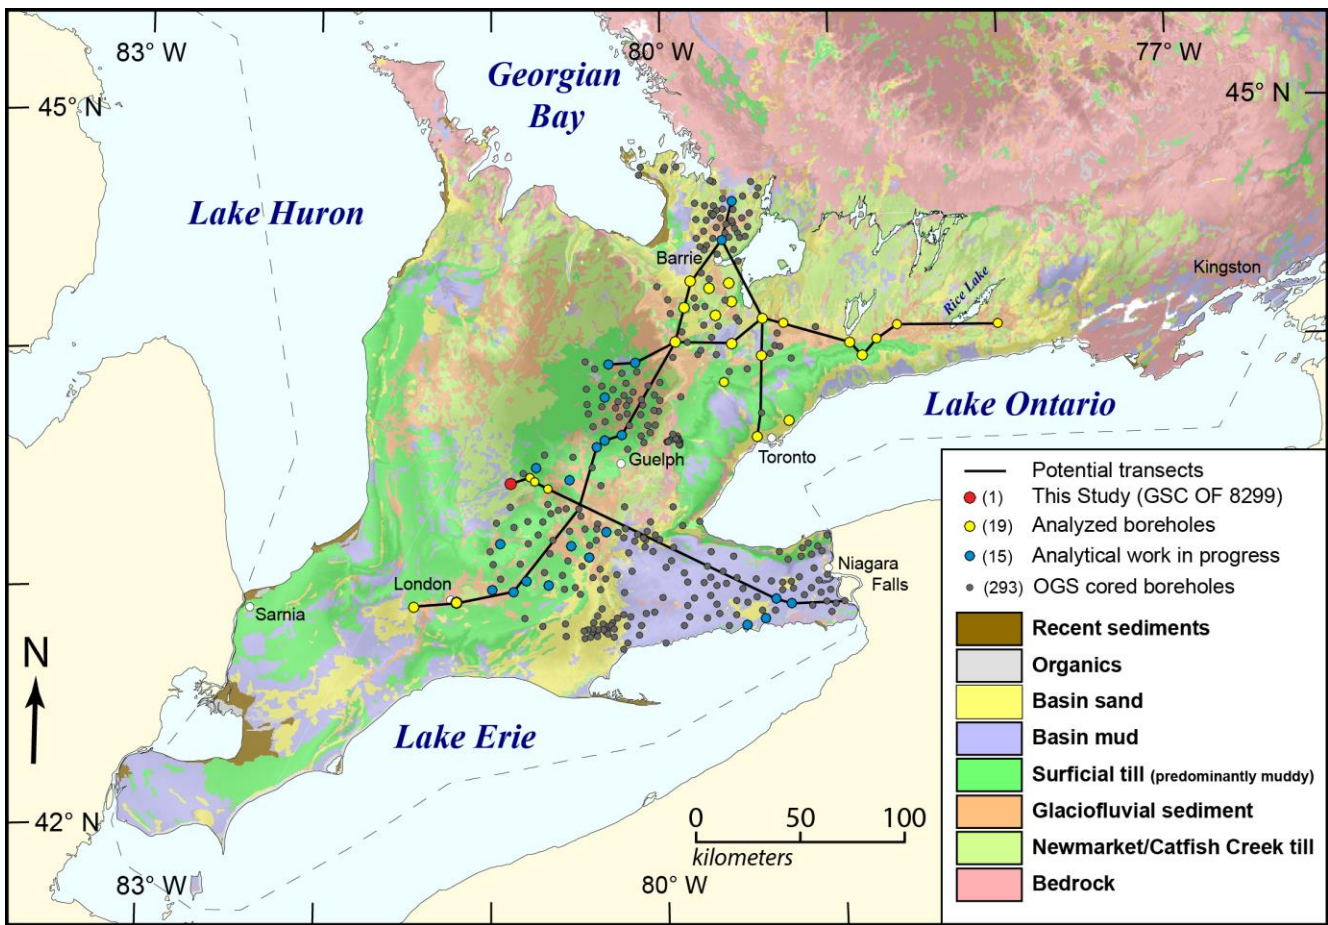 83° W
80° W
77° W
Georgian
Bay
45° N
45° N
Lake Huron
Barrie
Kingston
Rice Lake
Lake Ontario
Guelph
Toronto
London
Sarnia
Niagara
Falls
N
Lake Erie
42° N
0 50 100
kilometers
83° W
80° W
Potential transects
(1) This Study (GSC OF 8299)
(19) Analyzed boreholes
(15) Analytical work in progress
(293) OGS cored boreholes
Recent sediments
Organics
Basin sand
Basin mud
Surficial till (predominantly muddy)
Glaciofluvial sediment
Newmarket/Catfish Creek till
Bedrock